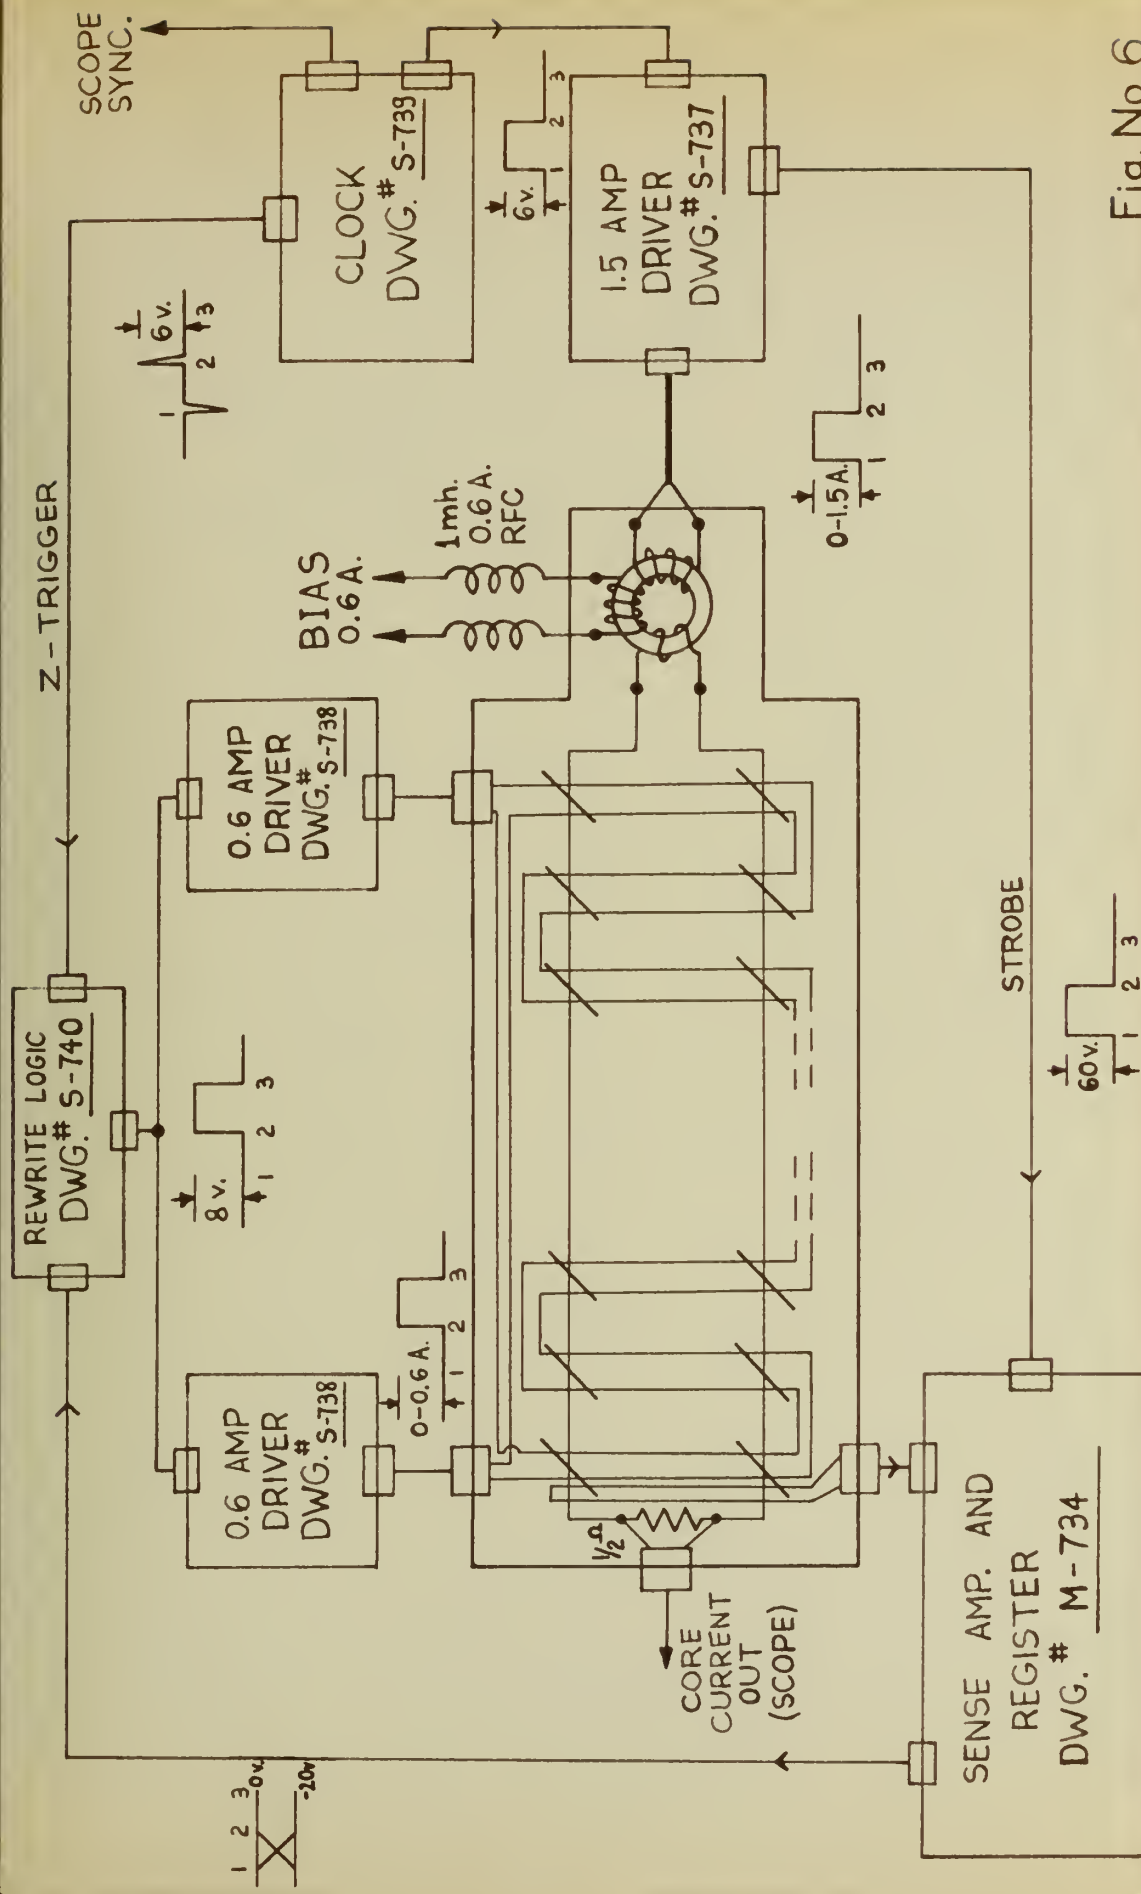 SCOPE
SYNC.
CLOCK
DWG.# S-739
6v.
1 2 3
1.5 AMP
DRIVER
DWG.# S-737
Fig. No 6
Z-TRIGGER
6v.
1 2 3
BIAS
0.6 A.
1mh.
0.6 A.
RFC
0-1.5A.
1 2 3
REWRITE LOGIC
DWG.# S-740
0.6 AMP
DRIVER
DWG.# S-738
8v.
1 2 3
0.6 AMP
DRIVER
DWG.# S-738
0-0.6 A.
1 2 3
STROBE
60v.
1 2 3
1/2 Ω
CORE
CURRENT
OUT
(SCOPE)
SENSE AMP. AND
REGISTER
DWG.# M-734
1 2 3
0v.
-20v